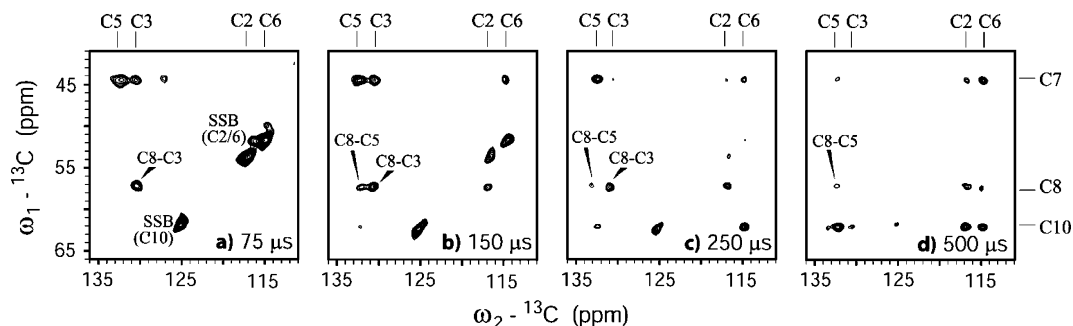 C5 C3 C2 C6 C5 C3 C2 C6 C5 C3 C2 C6 C5 C3 C2 C6
45
55
65
ω1 - 13C (ppm)
SSB
(C2/6)
C8-C3
SSB
(C10)
a) 75 μs
C8-C5
C8-C3
b) 150 μs
C8-C5
C8-C3
c) 250 μs
C8-C5
d) 500 μs
C7
C8
C10
135 125 115 135 125 115 135 125 115 135 125 115
ω2 - 13C (ppm)